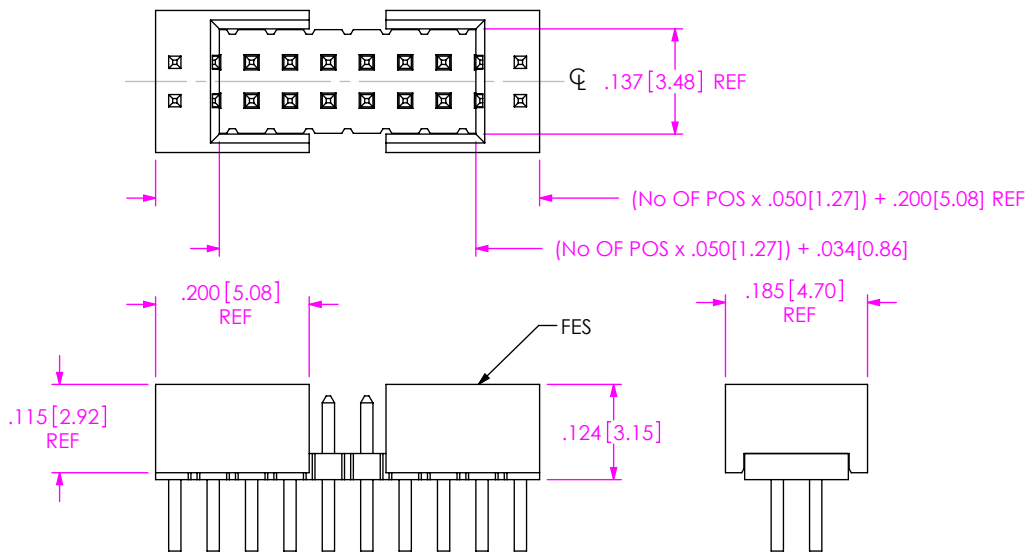 ℄
.137[3.48] REF
(No OF POS x .050[1.27]) + .200[5.08] REF
(No OF POS x .050[1.27]) + .034[0.86]
.200[5.08]
REF
FES
.185[4.70]
REF
.115[2.92]
REF
.124[3.15]